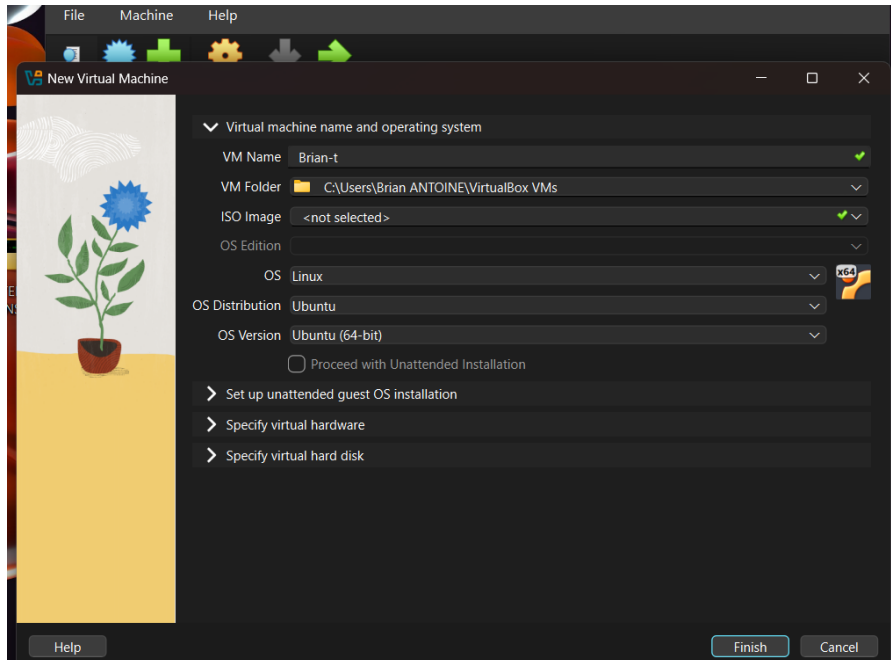 File Machine Help
New Virtual Machine
Virtual machine name and operating system
VM Name Brian-t
VM Folder C:\Users\Brian ANTOINE\VirtualBox VMs
ISO Image <not selected>
OS Edition
OS Linux
x64
OS Distribution Ubuntu
OS Version Ubuntu (64-bit)
Proceed with Unattended Installation
Set up unattended guest OS installation
Specify virtual hardware
Specify virtual hard disk
Help Finish Cancel